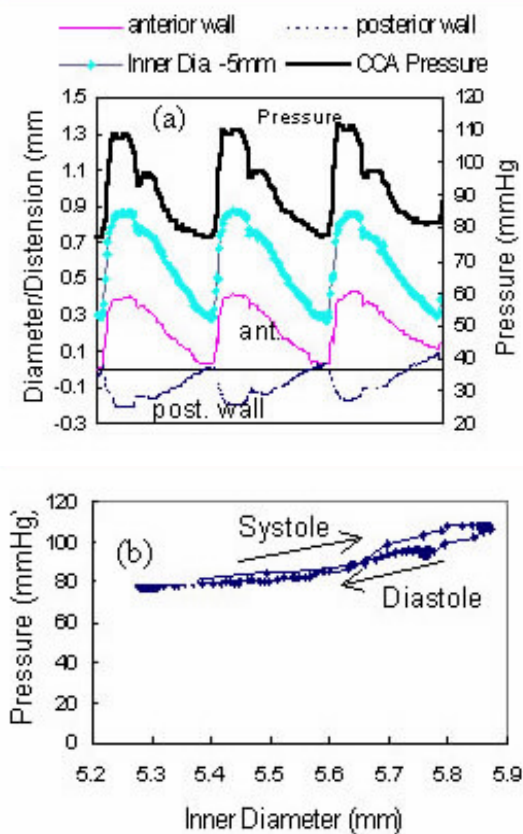 anterior wall posterior wall
Inner Dia. -5mm CCA Pressure
Diameter/Distension (mm
1.5
1.3
1.1
0.9
0.7
0.5
0.3
0.1
-0.1
-0.3
(a)
Pressure
ant.
post. wall
120
110
100
90
80
70
60
50
40
30
20
Pressure (mmHg)
Pressure (mmHg)
120
100
80
60
40
20
0
(b)
Systole
Diastole
5.2 5.3 5.4 5.5 5.6 5.7 5.8 5.9
Inner Diameter (mm)